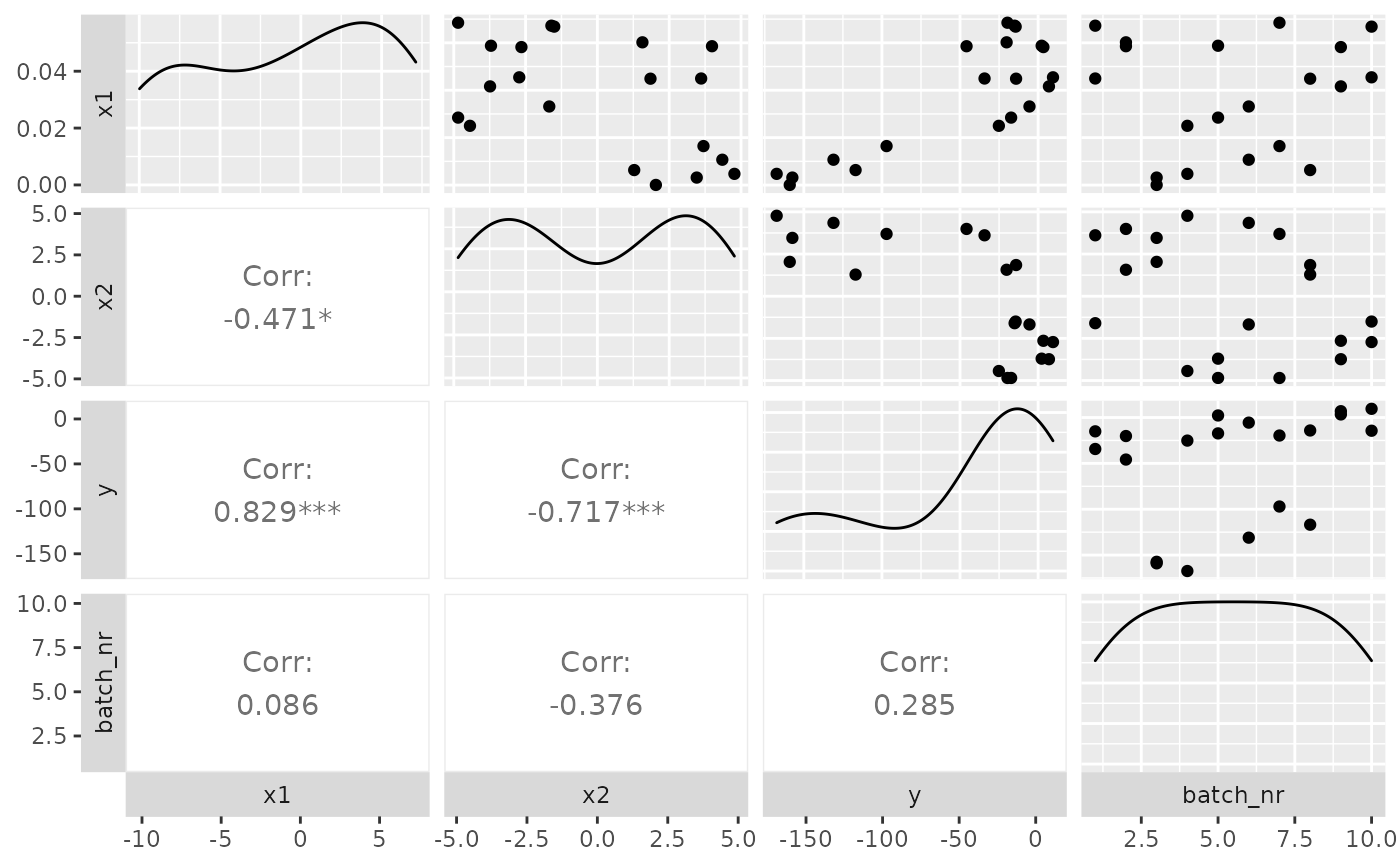 0.04
0.02
0.00
x1
5.0
2.5
0.0
-2.5
-5.0
x2
Corr:
-0.471*
0
-50
-100
-150
y
Corr:
0.829***
Corr:
-0.717***
10.0
7.5
5.0
2.5
batch_nr
Corr:
0.086
Corr:
-0.376
Corr:
0.285
x1 x2 y batch_nr
-10 -5 0 5 -5.0 -2.5 0.0 2.5 5.0 -150 -100 -50 0 2.5 5.0 7.5 10.0